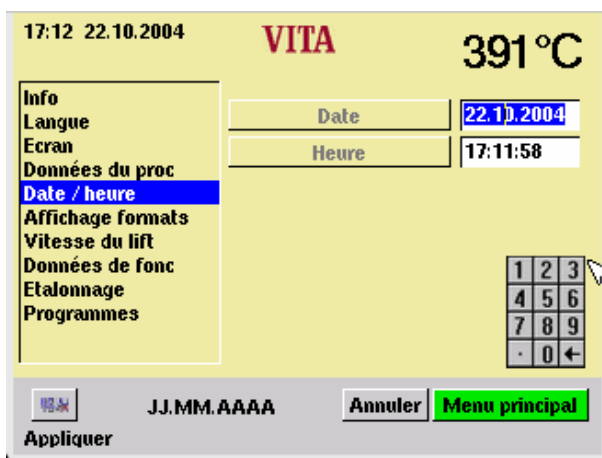 17:12 22.10.2004
VITA
391°C
Info
Langue
Ecran
Données du proc
Date / heure
Affichage formats
Vitesse du lift
Données de fonc
Etalonnage
Programmes
Date 22.10.2004
Heure 17:11:58
1 2 3
4 5 6
7 8 9
. 0 ←
JJ.MM.AAAA
Annuler
Menu principal
Appliquer